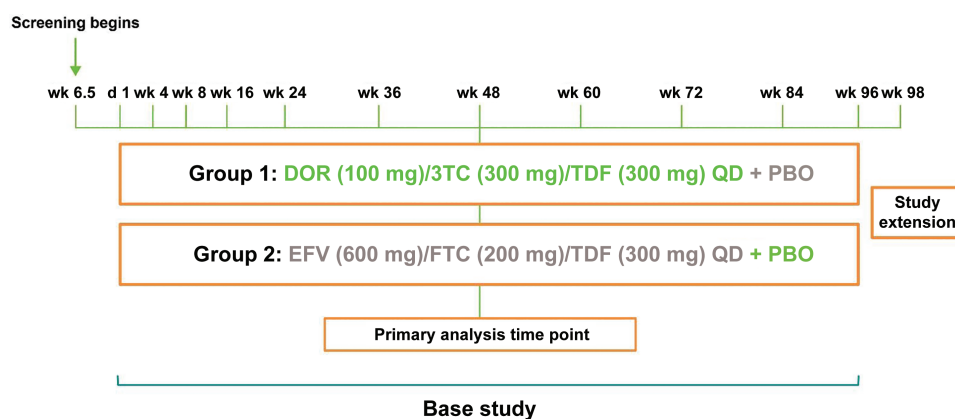 Screening begins
wk 6.5 d 1 wk 4 wk 8 wk 16 wk 24 wk 36 wk 48 wk 60 wk 72 wk 84 wk 96 wk 98
Group 1: DOR (100 mg)/3TC (300 mg)/TDF (300 mg) QD + PBO
Study
extension
Group 2: EFV (600 mg)/FTC (200 mg)/TDF (300 mg) QD + PBO
Primary analysis time point
Base study